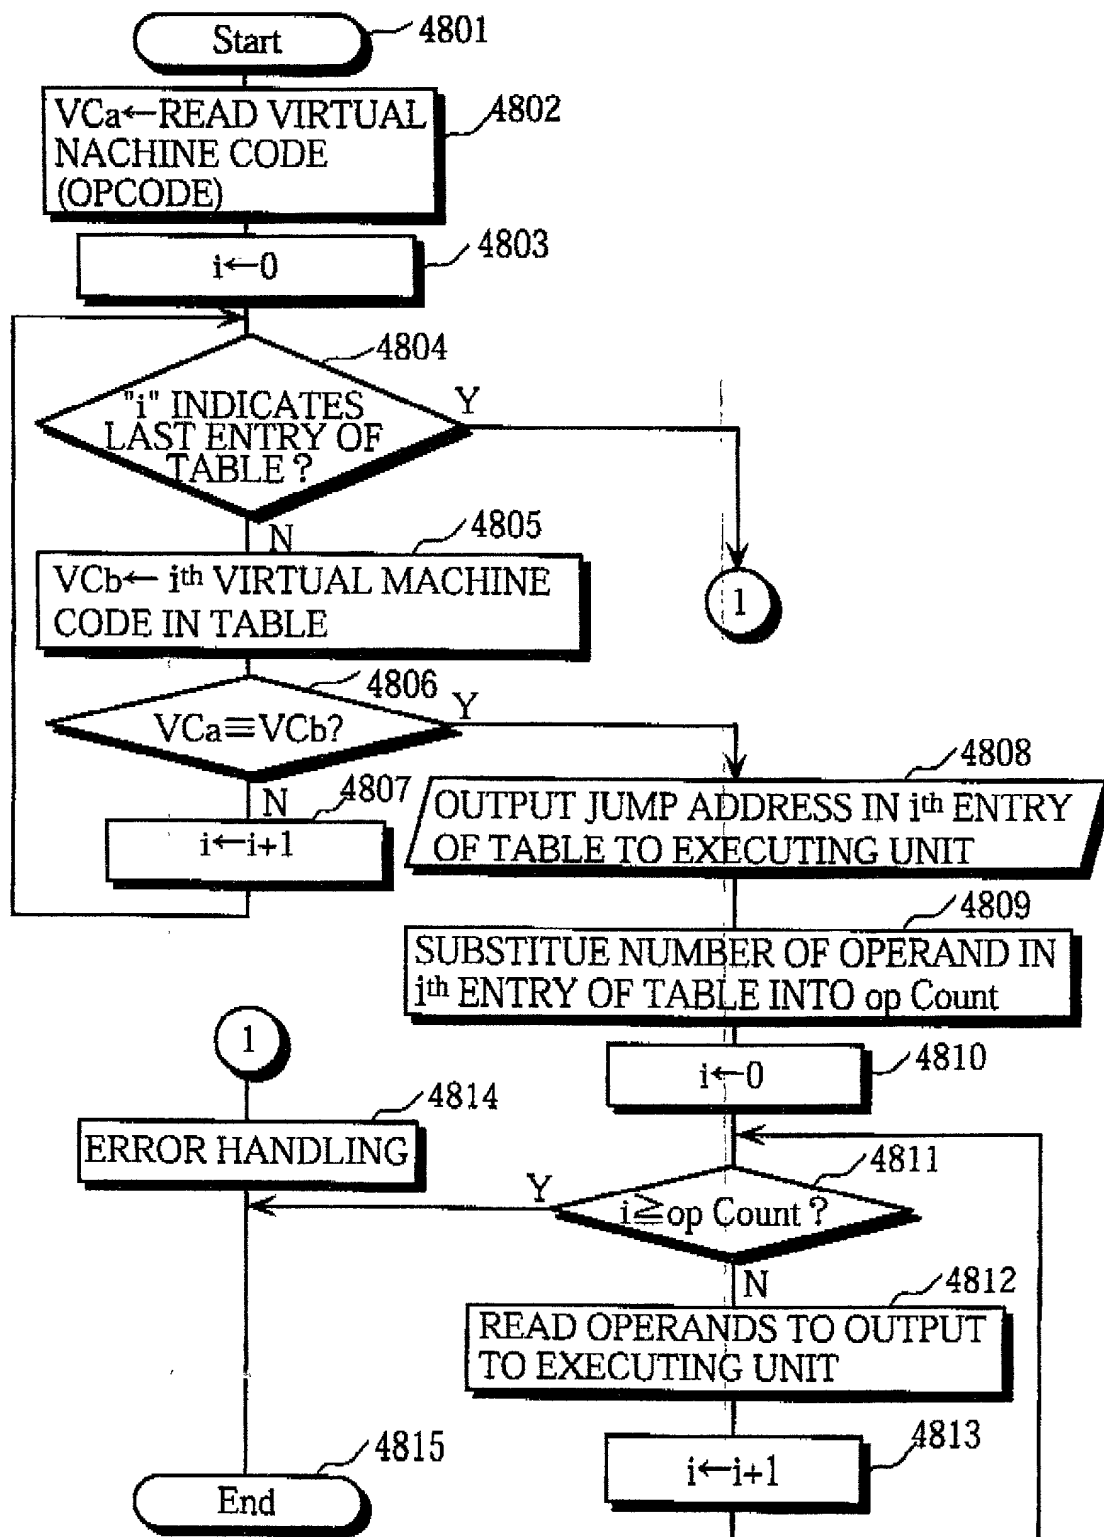 Start
4801
VCa←READ VIRTUAL
NACHINE CODE
(OPCODE)
4802
i←0
4803
4804
"i" INDICATES
LAST ENTRY OF
TABLE?
Y
N
4805
VCb← ith VIRTUAL MACHINE
CODE IN TABLE
1
4806
VCa≡VCb?
Y
N
4807
i←i+1
4808
OUTPUT JUMP ADDRESS IN ith ENTRY
OF TABLE TO EXECUTING UNIT
4809
SUBSTITUE NUMBER OF OPERAND IN
ith ENTRY OF TABLE INTO op Count
4810
i←0
1
4814
ERROR HANDLING
4811
i≧op Count?
Y
N
4812
READ OPERANDS TO OUTPUT
TO EXECUTING UNIT
4813
i←i+1
4815
End